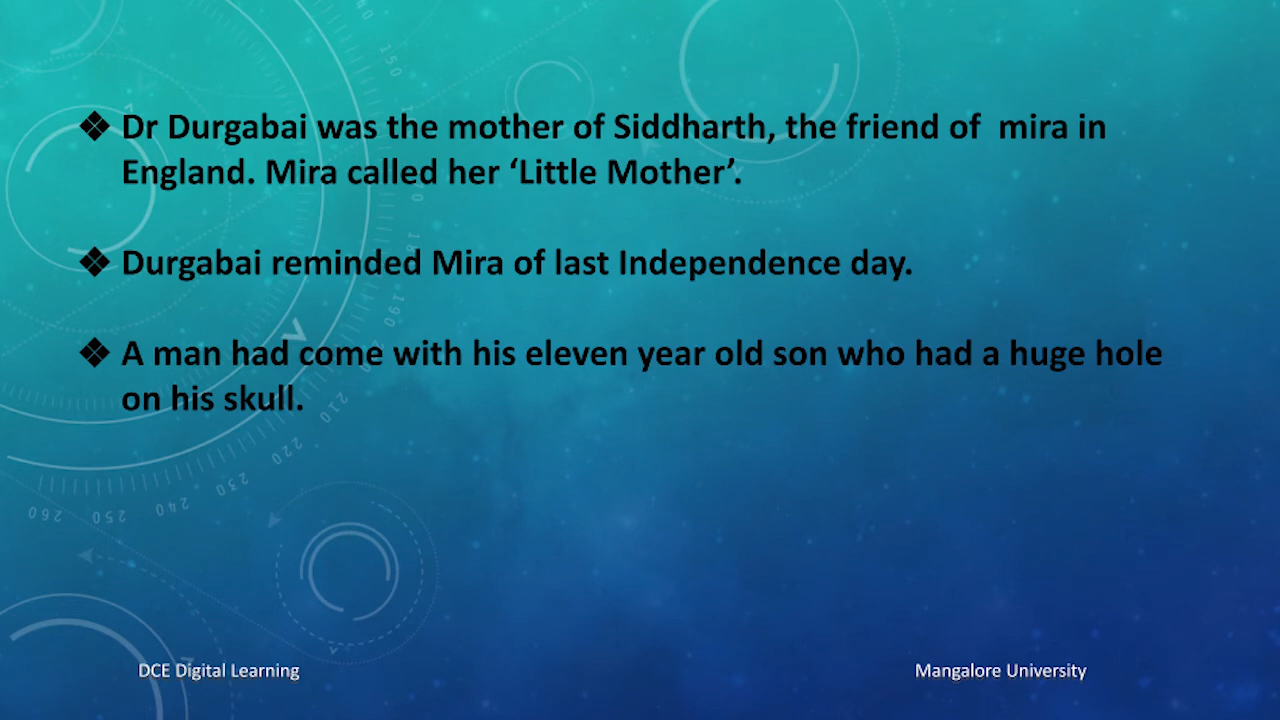 ❖ Dr Durgabai was the mother of Siddharth, the friend of  mira in
England. Mira called her ‘Little Mother’.
❖ Durgabai reminded Mira of last Independence day.
❖ A man had come with his eleven year old son who had a huge hole
on his skull.
DCE Digital Learning
Mangalore University